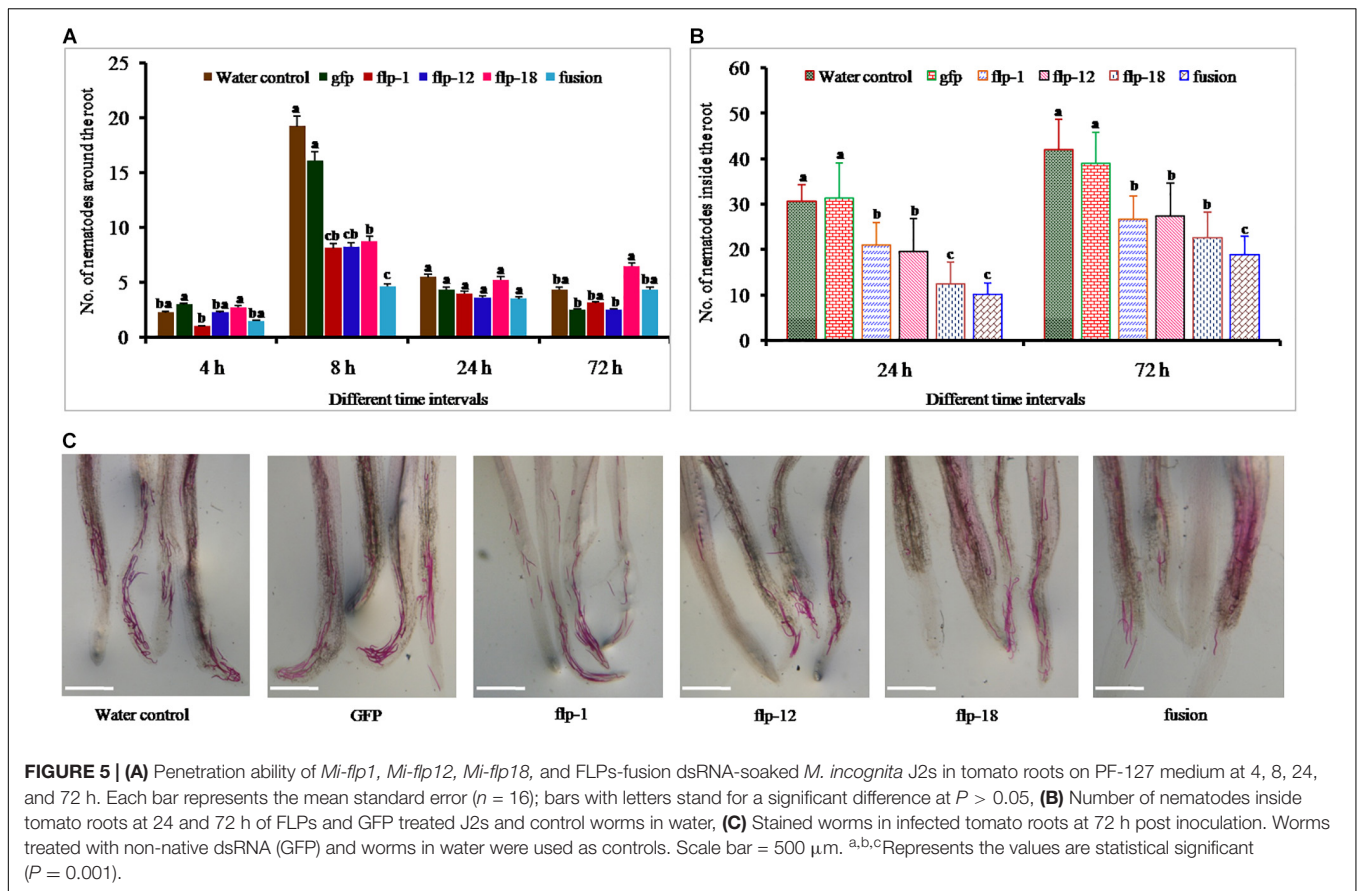 A
25
20
15
10
5
0
No. of nematodes around the root
Water control gfp flp-1 flp-12 flp-18 fusion
ba a b ba a ba
a a cb cb b c
a a a a a a
ba b ba b a ba
4 h 8 h 24 h 72 h
Different time intervals
B
60
50
40
30
20
10
0
No. of nematodes inside the root
Water control gfp flp-1 flp-12 flp-18 fusion
a a b b c c
a a b b b c
24 h 72 h
Different time intervals
C
Water control GFP flp-1 flp-12 flp-18 fusion
FIGURE 5 | (A) Penetration ability of Mi-flp1, Mi-flp12, Mi-flp18, and FLPs-fusion dsRNA-soaked M. incognita J2s in tomato roots on PF-127 medium at 4, 8, 24,
and 72 h. Each bar represents the mean standard error (n = 16); bars with letters stand for a significant difference at P > 0.05, (B) Number of nematodes inside
tomato roots at 24 and 72 h of FLPs and GFP treated J2s and control worms in water, (C) Stained worms in infected tomato roots at 72 h post inoculation. Worms
treated with non-native dsRNA (GFP) and worms in water were used as controls. Scale bar = 500 μm. a,b,cRepresents the values are statistical significant
(P = 0.001).